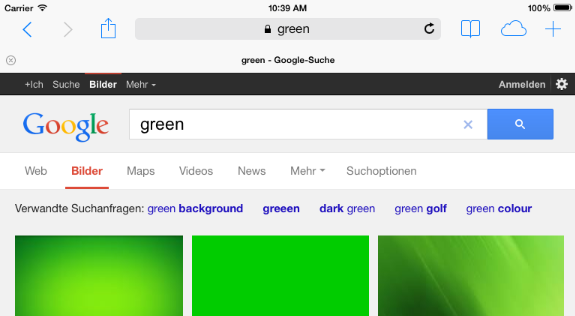 Carrier 10:39 AM 100%
green
green - Google-Suche
+Ich Suche Bilder Mehr Anmelden
Google green
Web Bilder Maps Videos News Mehr Suchoptionen
Verwandte Suchanfragen: green background greeen dark green green golf green colour